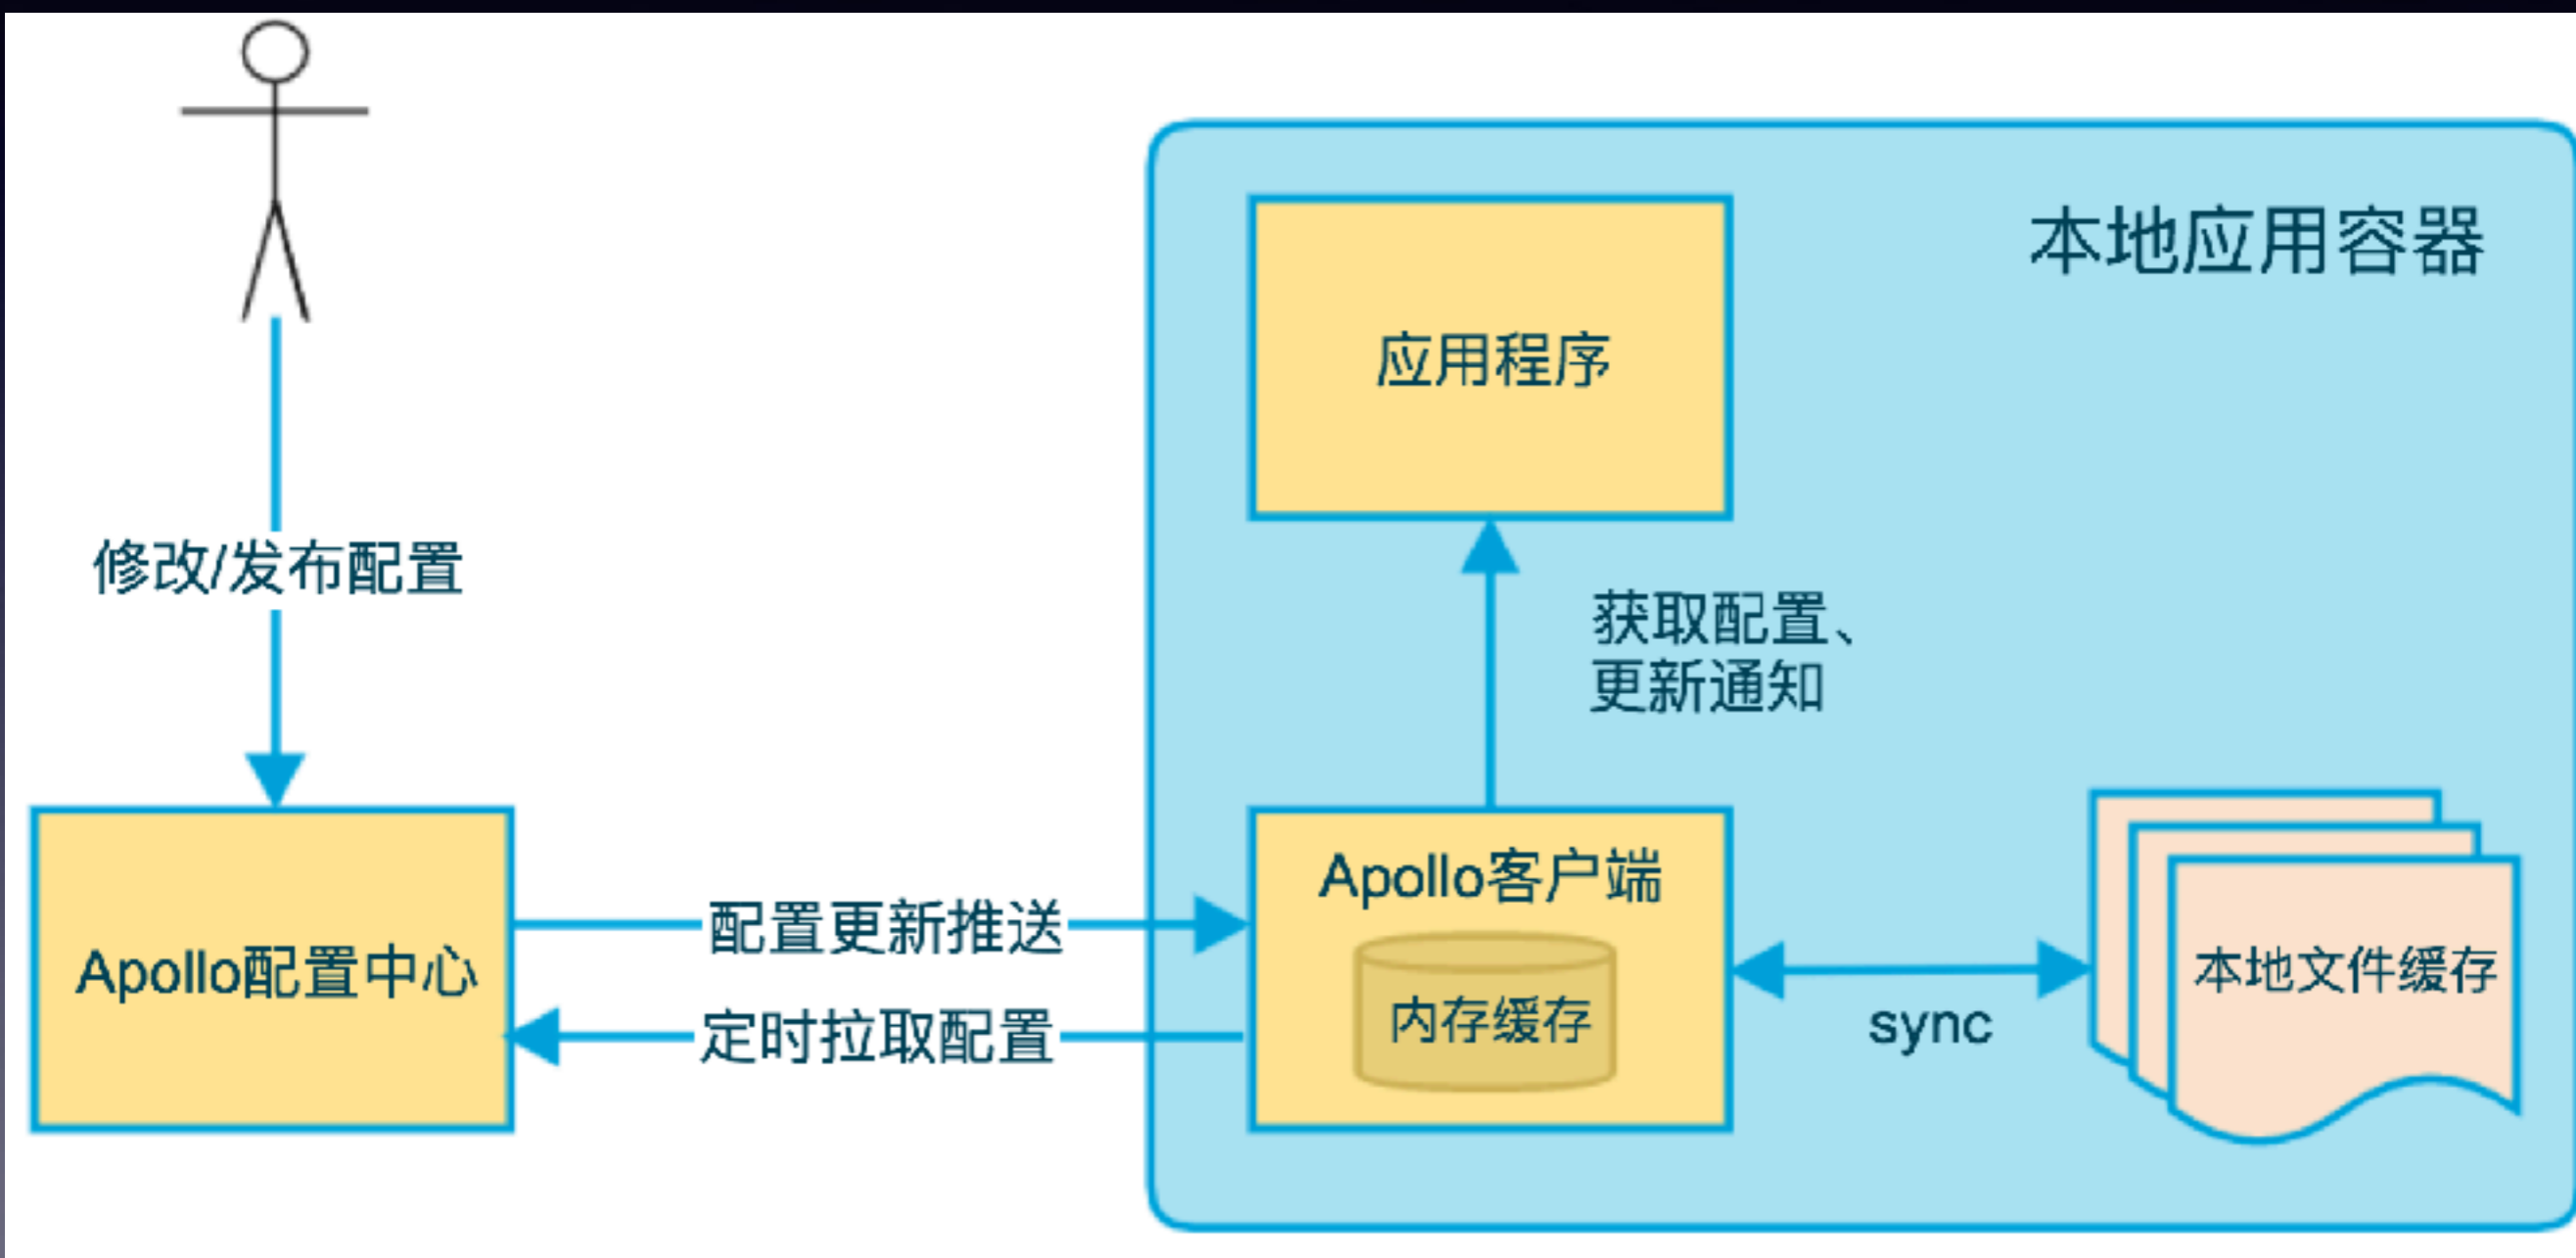 本地应用容器
应用程序
修改/发布配置
获取配置、
更新通知
Apollo配置中心
配置更新推送
定时拉取配置
Apollo客户端
内存缓存
sync
本地文件缓存